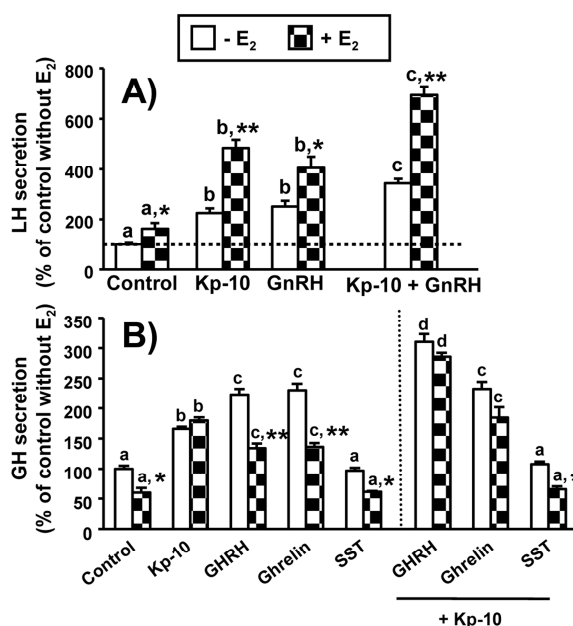 - E2 + E2
A)
LH secretion
(% of control without E2)
800
600
400
200
0
a
a,*
b
b,**
b
b,*
c
c,**
Control Kp-10 GnRH Kp-10 + GnRH
B)
GH secretion
(% of control without E2)
350
300
250
200
150
100
50
0
a
a,*
b
b
c
c,**
c
c,**
a
a,*
d
d
c
c
a
a,*
Control Kp-10 GHRH Ghrelin SST GHRH Ghrelin SST
+ Kp-10